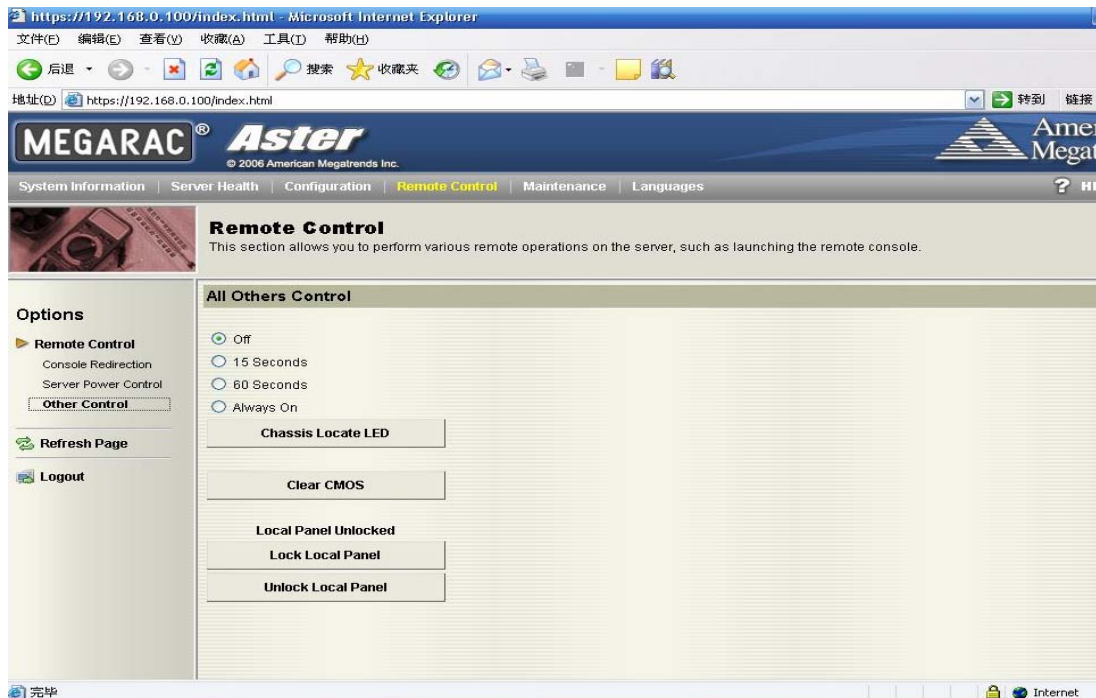 https://192.168.0.100/index.html - Microsoft Internet Explorer
文件(F) 编辑(E) 查看(V) 收藏(A) 工具(T) 帮助(H)
后退 搜索 收藏夹
地址(D) https://192.168.0.100/index.html 转到 链接
MEGARAC® Aster
© 2006 American Megatrends Inc.
System Information | Server Health | Configuration | Remote Control | Maintenance | Languages
Remote Control
This section allows you to perform various remote operations on the server, such as launching the remote console.
Options
Remote Control
Console Redirection
Server Power Control
Other Control
Refresh Page
Logout
All Others Control
Off
15 Seconds
60 Seconds
Always On
Chassis Locate LED
Clear CMOS
Local Panel Unlocked
Lock Local Panel
Unlock Local Panel
完毕 Internet